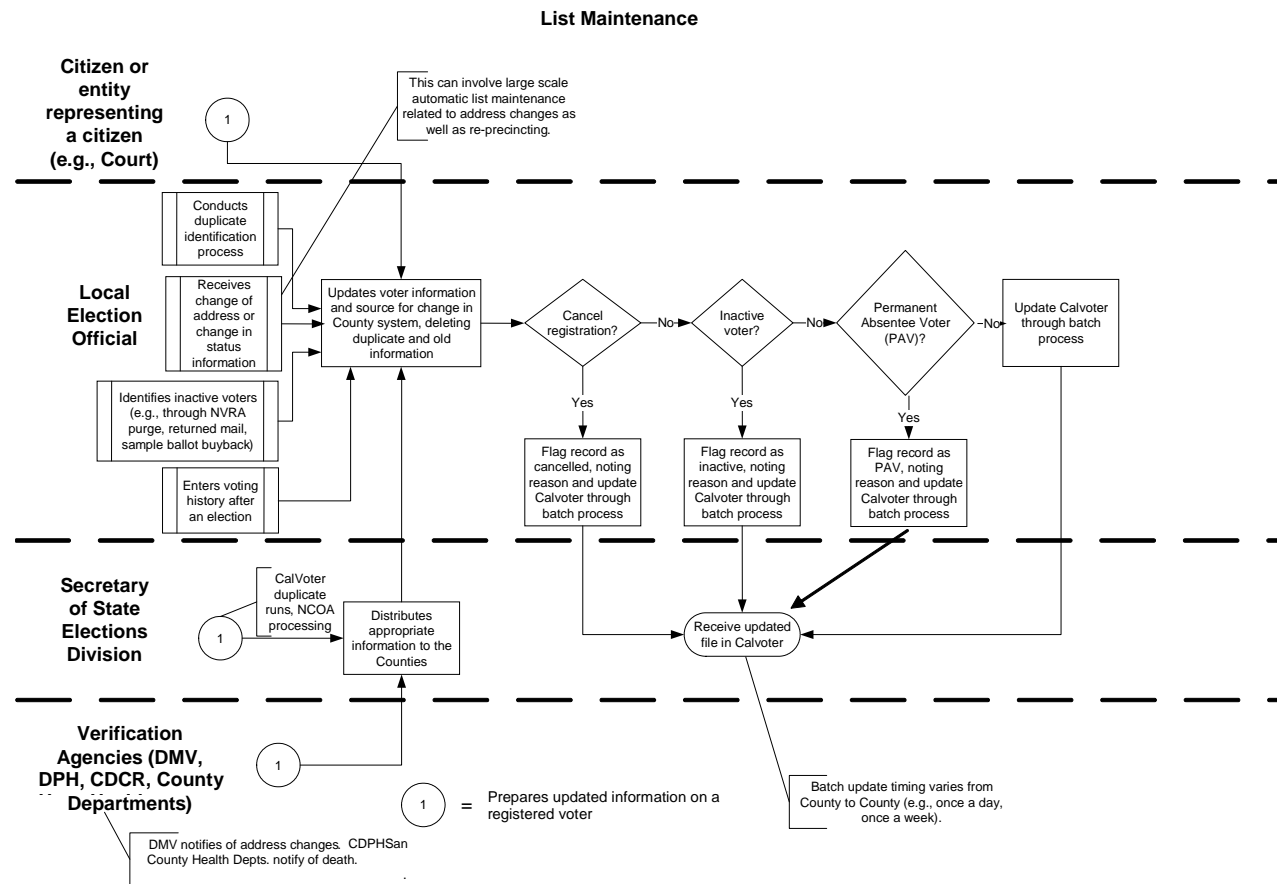 List Maintenance
Citizen or
entity
representing
a citizen
(e.g., Court)
1
This can involve large scale
automatic list maintenance
related to address changes as
well as re-precincting.
Local
Election
Official
Conducts
duplicate
identification
process
Receives
change of
address or
change in
status
information
Identifies inactive voters
(e.g., through NVRA
purge, returned mail,
sample ballot buyback)
Enters voting
history after
an election
Updates voter information
and source for change in
County system, deleting
duplicate and old
information
Cancel
registration?
No
Inactive
voter?
No
Permanent
Absentee Voter
(PAV)?
No
Update Calvoter
through batch
process
Yes
Yes
Yes
Flag record as
cancelled, noting
reason and update
Calvoter through
batch process
Flag record as
inactive, noting
reason and update
Calvoter through
batch process
Flag record as
PAV, noting
reason and update
Calvoter through
batch process
Secretary
of State
Elections
Division
1
CalVoter
duplicate
runs, NCOA
processing
Distributes
appropriate
information to the
Counties
Receive updated
file in Calvoter
Verification
Agencies (DMV,
DPH, CDCR, County
Departments)
1
1
=
Prepares updated information on a
registered voter
Batch update timing varies from
County to County (e.g., once a day,
once a week).
DMV notifies of address changes. CDPHSan
County Health Depts. notify of death.
.